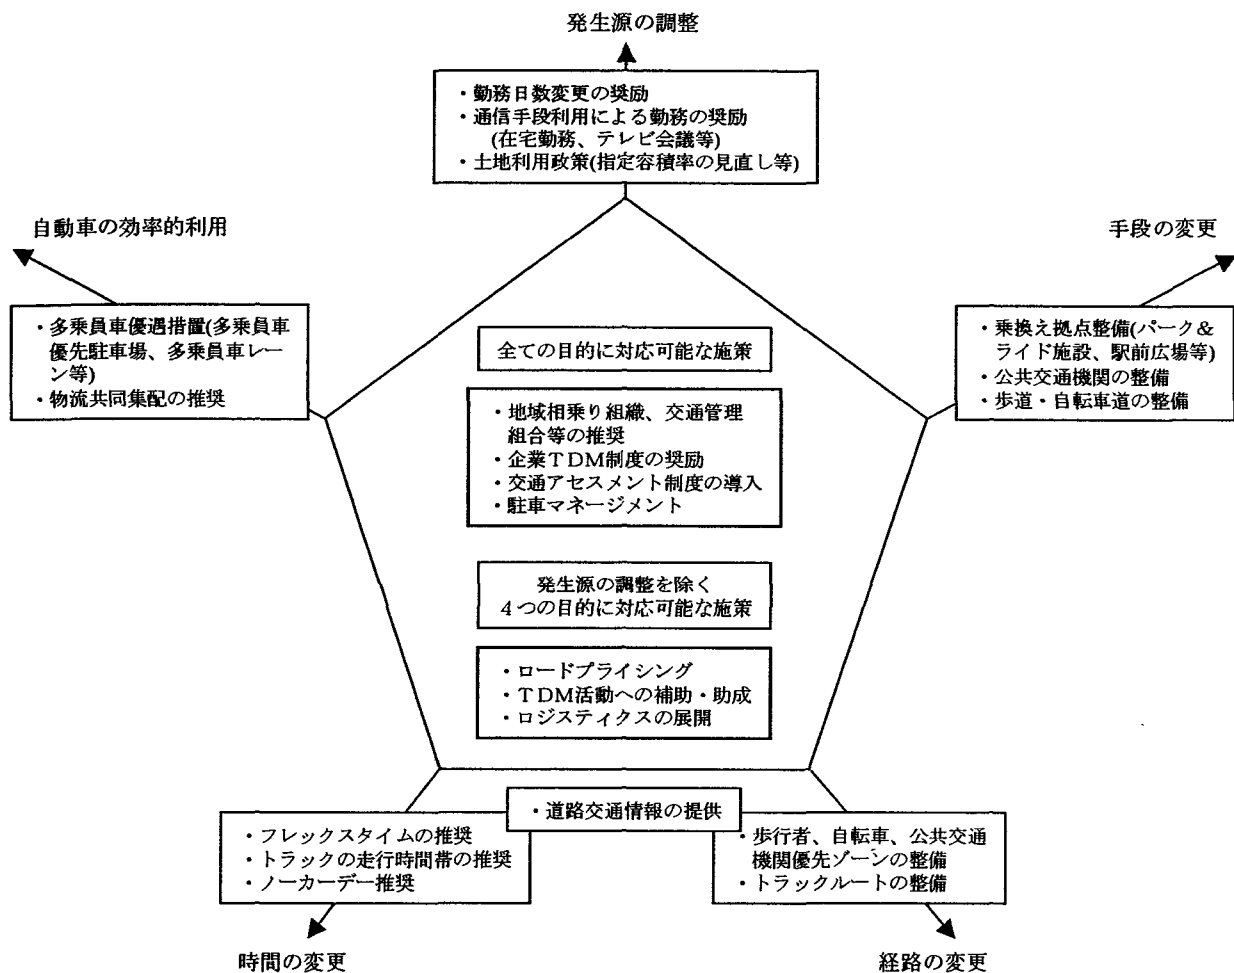 発生源の調整
・勤務日数変更の奨励
・通信手段利用による勤務の奨励
(在宅勤務、テレビ会議等)
・土地利用政策(指定容積率の見直し等)
自動車の効率的利用
手段の変更
・多乗員車優遇措置(多乗員車
優先駐車場、多乗員車レー
ン等)
・物流共同集配の推奨
・乗換え拠点整備(パーク&
ライド施設、駅前広場等)
・公共交通機関の整備
・歩道・自転車道の整備
全ての目的に対応可能な施策
・地域相乗り組織、交通管理
組合等の推奨
・企業TDM制度の奨励
・交通アセスメント制度の導入
・駐車マネージメント
発生源の調整を除く
4つの目的に対応可能な施策
・ロードプライシング
・TDM活動への補助・助成
・ロジスティクスの展開
・道路交通情報の提供
・フレックスタイムの推奨
・トラックの走行時間帯の推奨
・ノーカーデー推奨
・歩行者、自転車、公共交通
機関優先ゾーンの整備
・トラックルートの整備
時間の変更
経路の変更